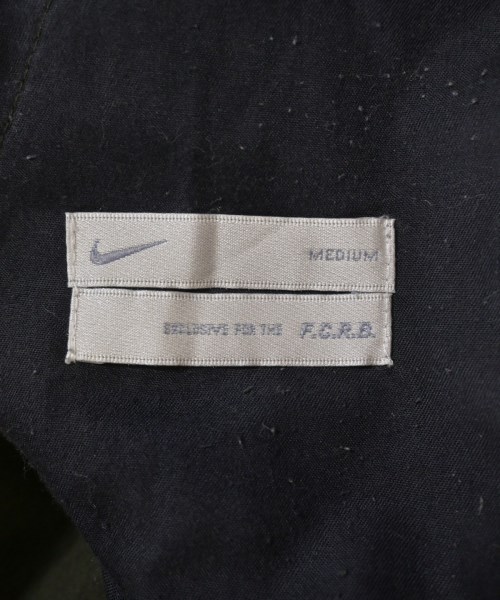 MEDIUM
EXCLUSIVE FOR THE F.C.R.B.